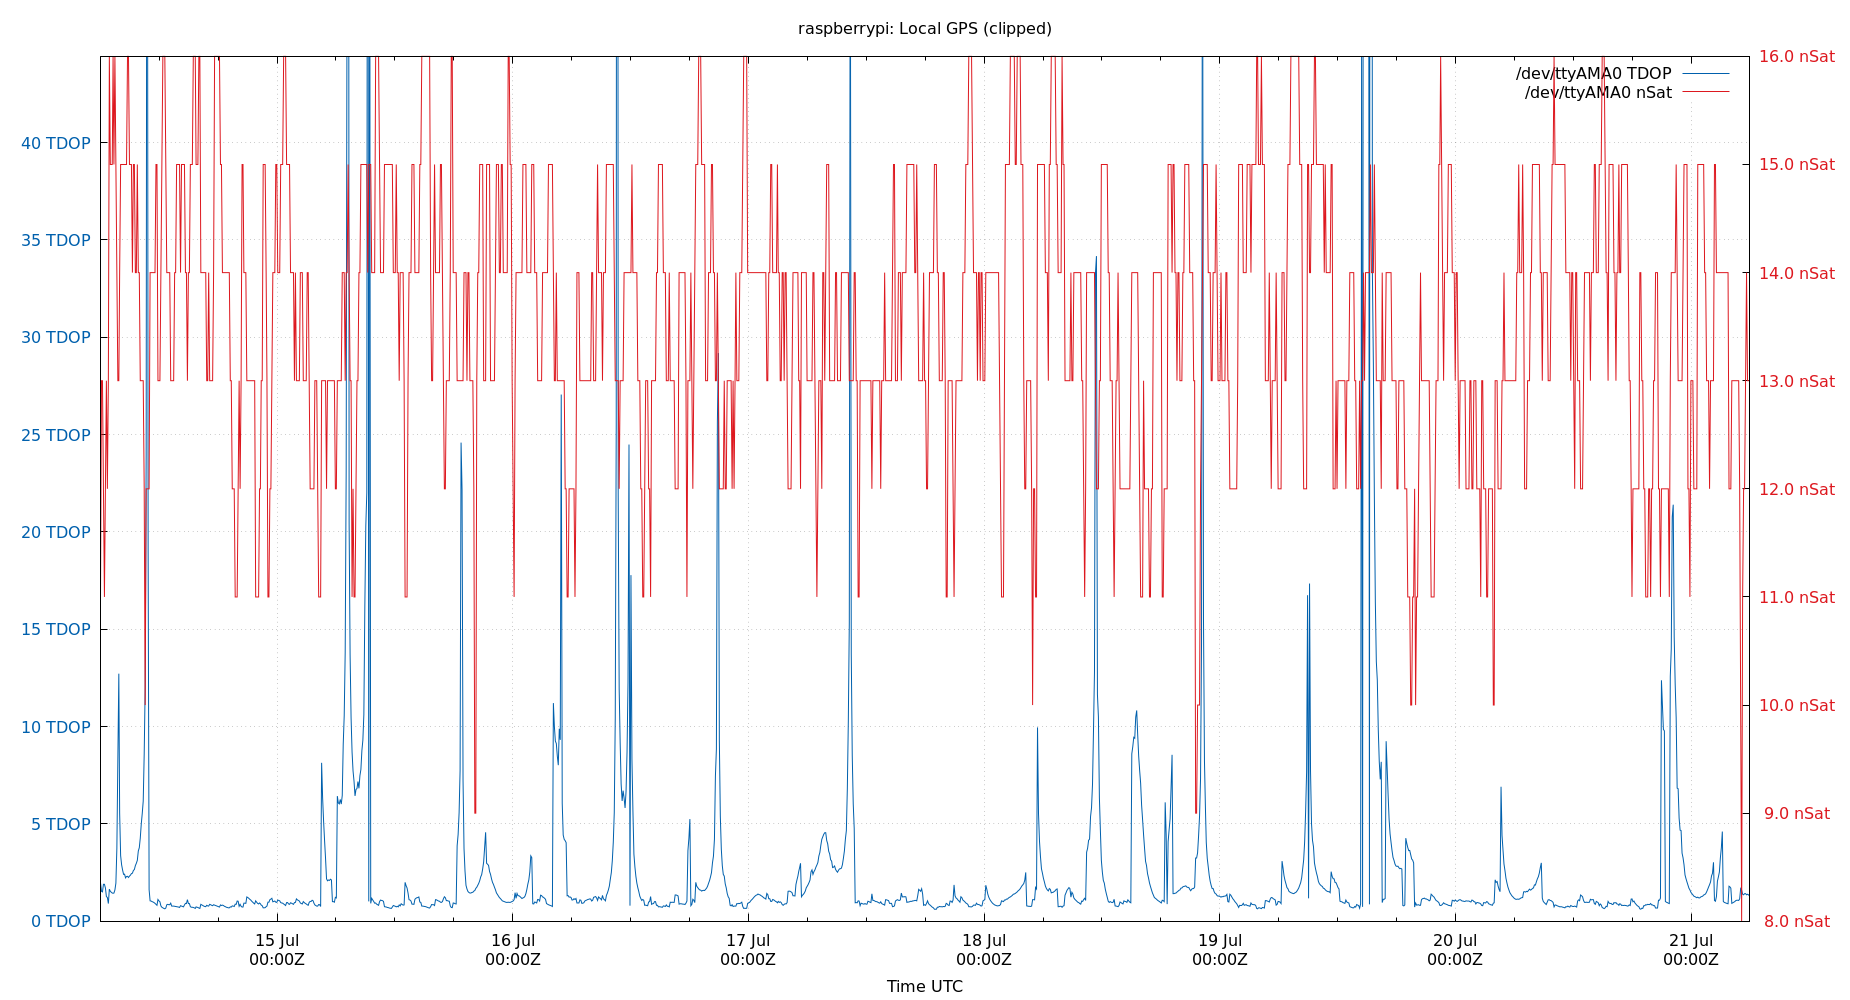 raspberrypi: Local GPS (clipped)
16.0 nSat
/dev/ttyAMA0 TDOP
/dev/ttyAMA0 nSat
40 TDOP
15.0 nSat
35 TDOP
14.0 nSat
30 TDOP
13.0 nSat
25 TDOP
12.0 nSat
20 TDOP
11.0 nSat
15 TDOP
10.0 nSat
10 TDOP
9.0 nSat
5 TDOP
8.0 nSat
0 TDOP
15 Jul 16 Jul 17 Jul 18 Jul 19 Jul 20 Jul 21 Jul
00:00Z 00:00Z 00:00Z 00:00Z 00:00Z 00:00Z 00:00Z
Time UTC